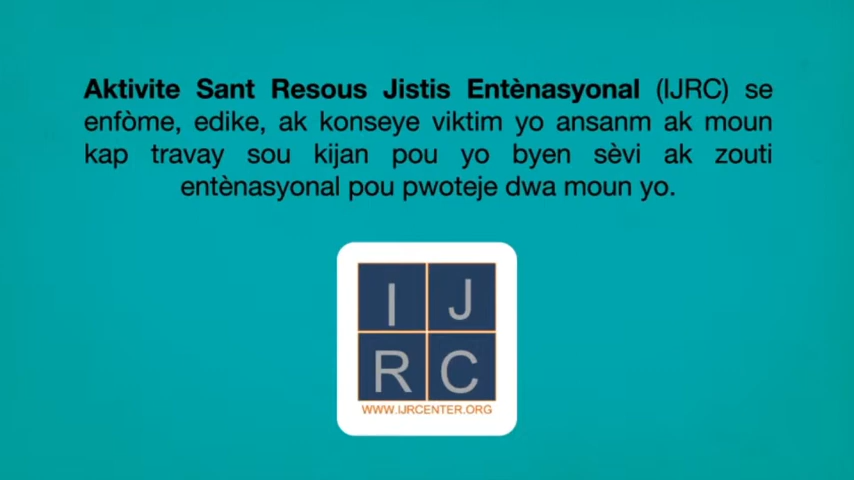 Aktivite Sant Resous Jistis Entènasyonal (IJRC) se
enfòme, edike, ak konseye viktim yo ansanm ak moun
kap travay sou kijan pou yo byen sèvi ak zouti
entènasyonal pou pwoteje dwa moun yo.
I J
R C
WWW.IJRCENTER.ORG